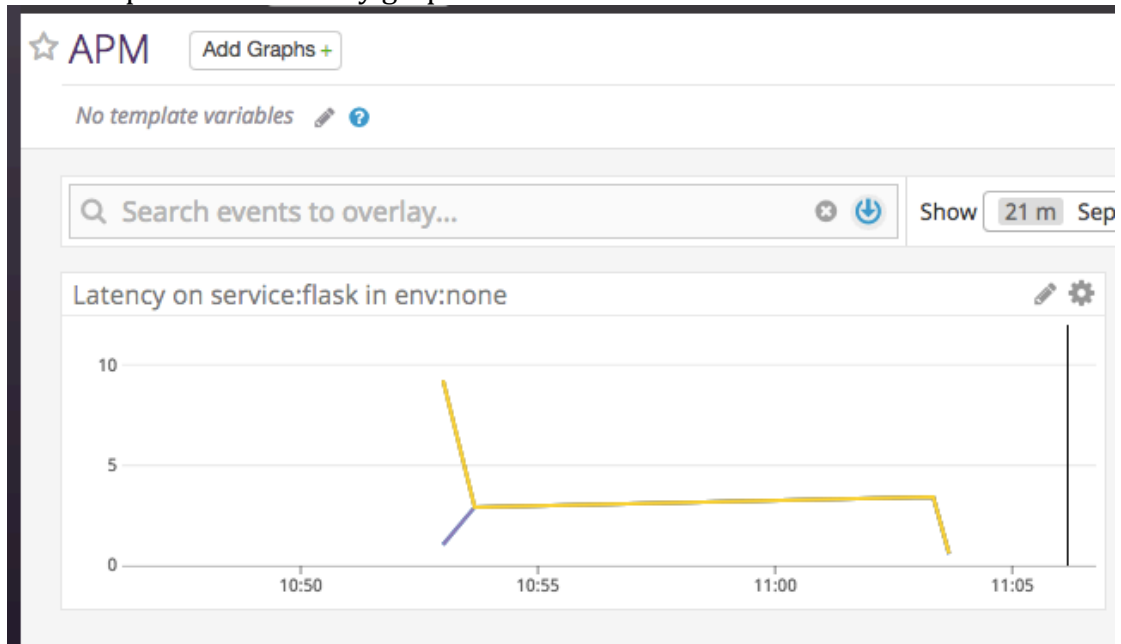 APM Add Graphs +
No template variables ?
Search events to overlay... Show 21 m Sep
Latency on service:flask in env:none
10
5
0
10:50 10:55 11:00 11:05